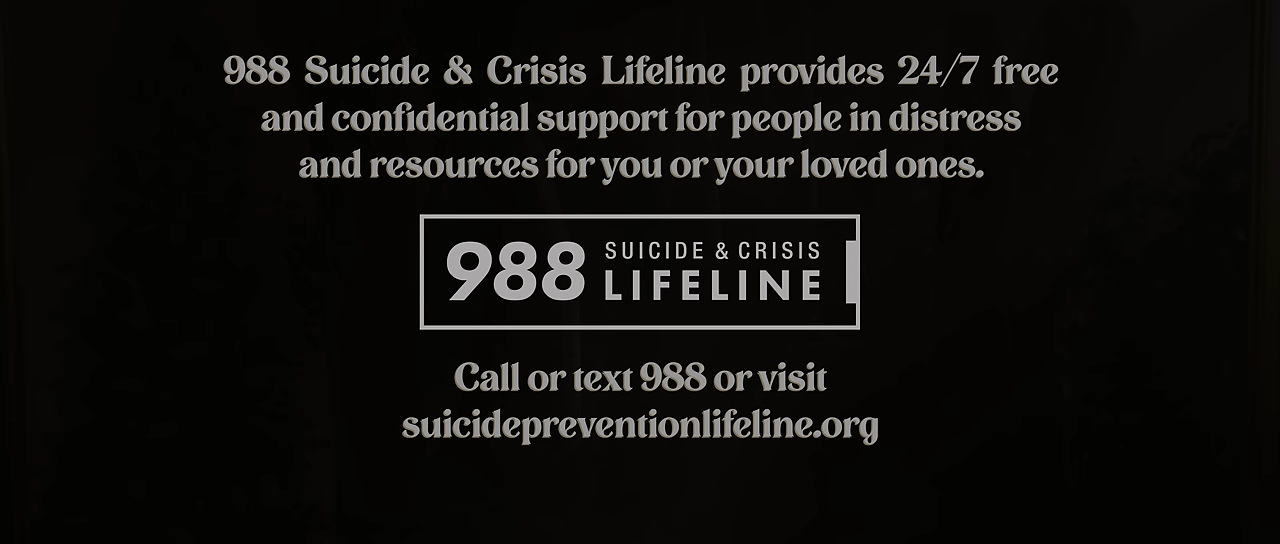 988 Suicide & Crisis Lifeline provides 24/7 free
and confidential support for people in distress
and resources for you or your loved ones.
988 SUICIDE & CRISIS
LIFELINE
Call or text 988 or visit
suicidepreventionlifeline.org